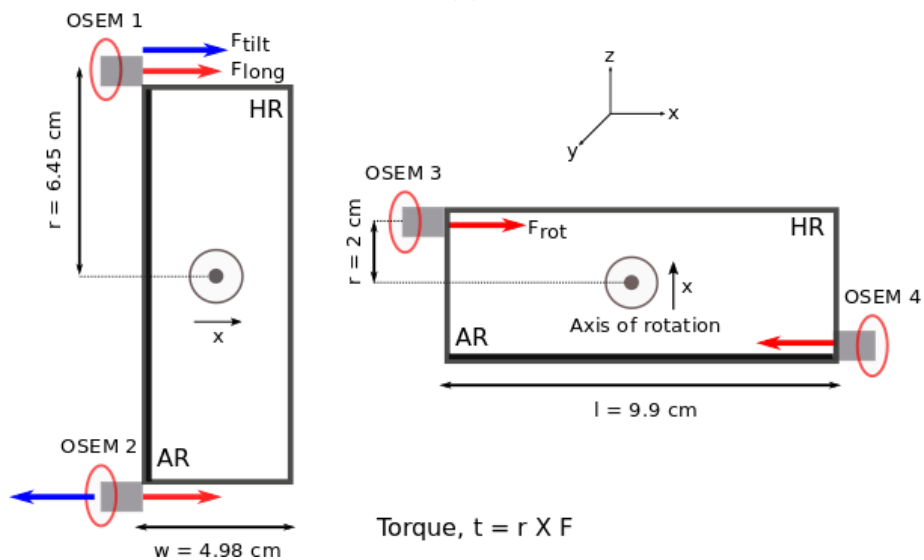 OSEM 1
Ftilt
Flong
HR
r = 6.45 cm
x
OSEM 2
AR
w = 4.98 cm
z
x
y
OSEM 3
Frot
HR
r = 2 cm
x
OSEM 4
Axis of rotation
AR
l = 9.9 cm
Torque, t = r X F